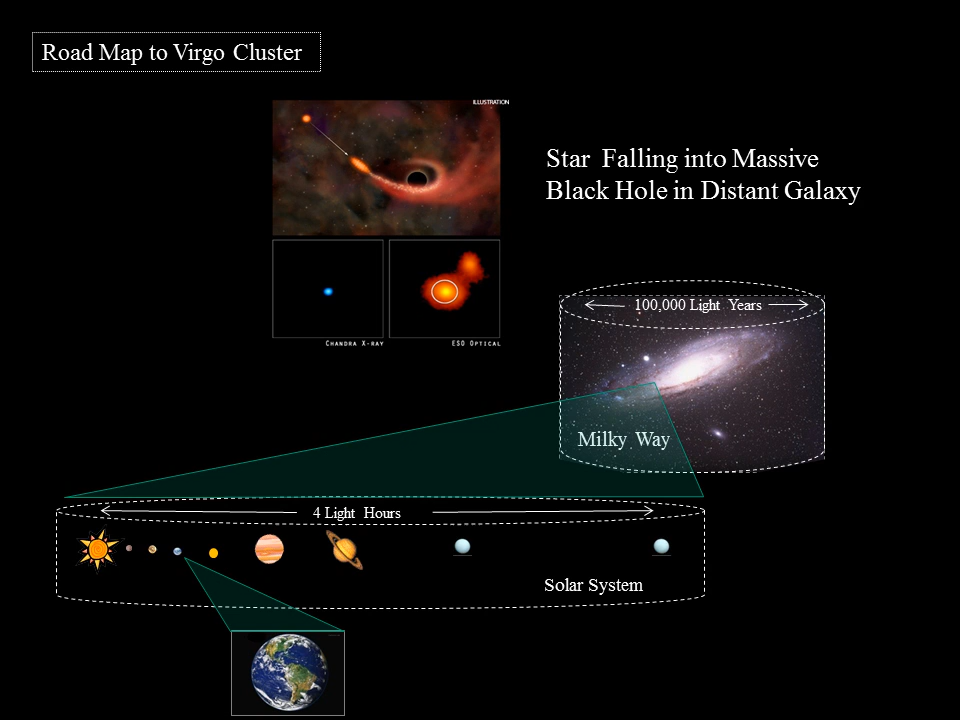 Road Map to Virgo Cluster
ILLUSTRATION
Star Falling into Massive
Black Hole in Distant Galaxy
100,000 Light Years
CHANDRA X-RAY
ESO OPTICAL
Milky Way
4 Light Hours
Solar System